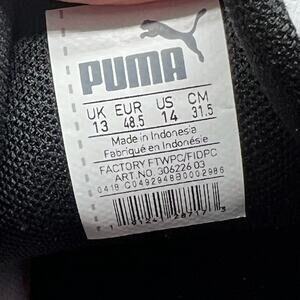 PUMA
UK EUR US CM
13 48.5 14 31.5
Made in Indonesia
Fabriqué en Indonésie
FACTORY FTWPC/FIDPC
ART.NO. 306226 03
0418 C0492948B0002986